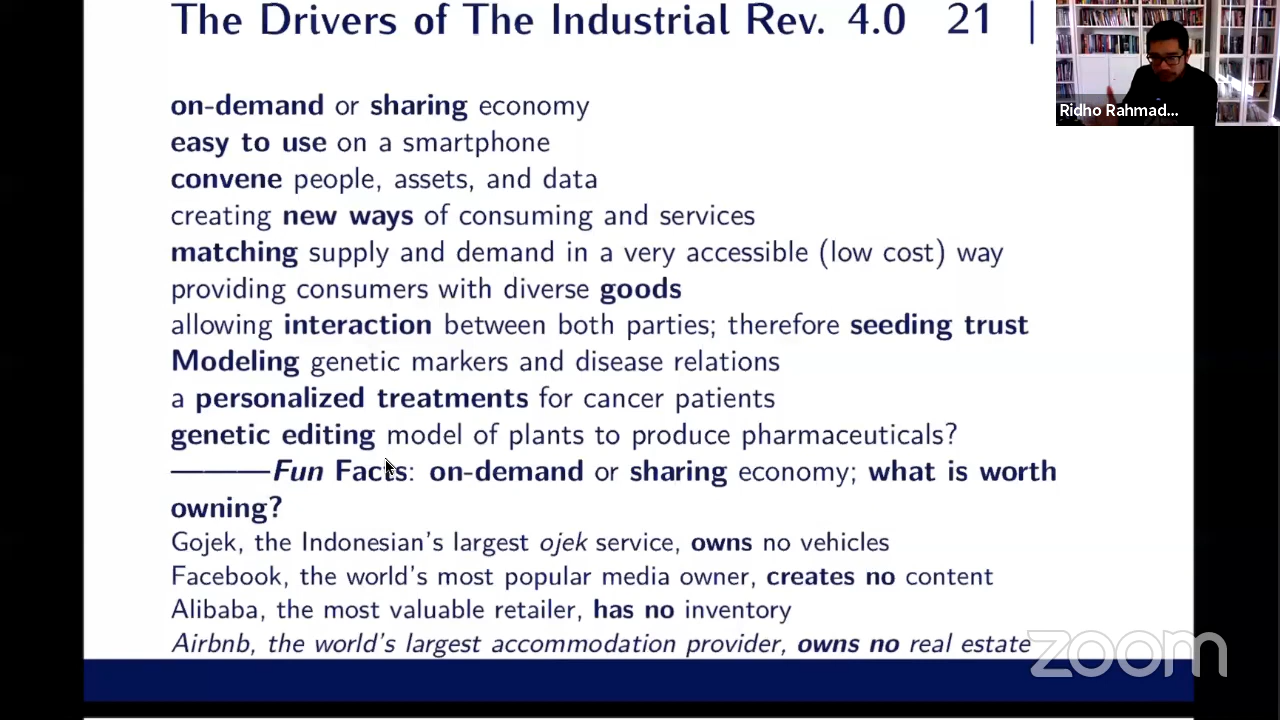 The Drivers of The Industrial Rev. 4.0 21 |
Ridho Rahmad...
on-demand or sharing economy
easy to use on a smartphone
convene people, assets, and data
creating new ways of consuming and services
matching supply and demand in a very accessible (low cost) way
providing consumers with diverse goods
allowing interaction between both parties; therefore seeding trust
Modeling genetic markers and disease relations
a personalized treatments for cancer patients
genetic editing model of plants to produce pharmaceuticals?
———Fun Facts: on-demand or sharing economy; what is worth
owning?
Gojek, the Indonesian's largest ojek service, owns no vehicles
Facebook, the world's most popular media owner, creates no content
Alibaba, the most valuable retailer, has no inventory
Airbnb, the world's largest accommodation provider, owns no real estate
zoom